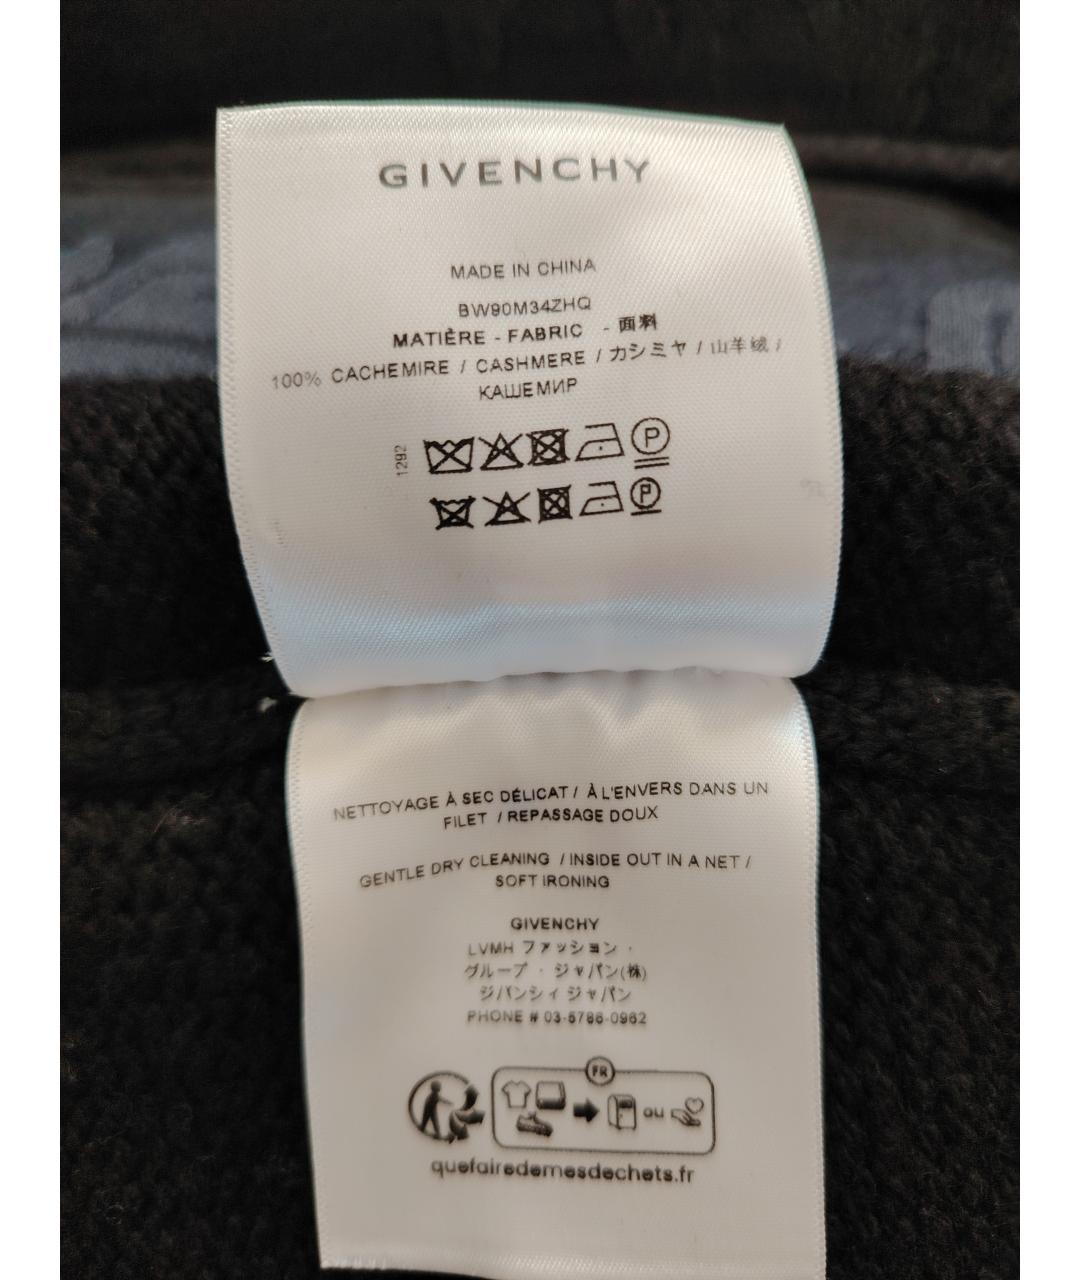 GIVENCHY
MADE IN CHINA
BW90M34ZHQ
MATIÈRE - FABRIC - 面料
100% CACHEMIRE / CASHMERE / カシミヤ / 山羊绒 /
КАШЕМИР
1292
P
P
NETTOYAGE À SEC DÉLICAT / À L'ENVERS DANS UN
FILET / REPASSAGE DOUX
GENTLE DRY CLEANING / INSIDE OUT IN A NET /
SOFT IRONING
GIVENCHY
LVMH ファッション ・
グループ ・ ジャパン(株)
ジバンシィ ジャパン
PHONE # 03-5786-0962
FR
ou
quefairedemesdechets.fr